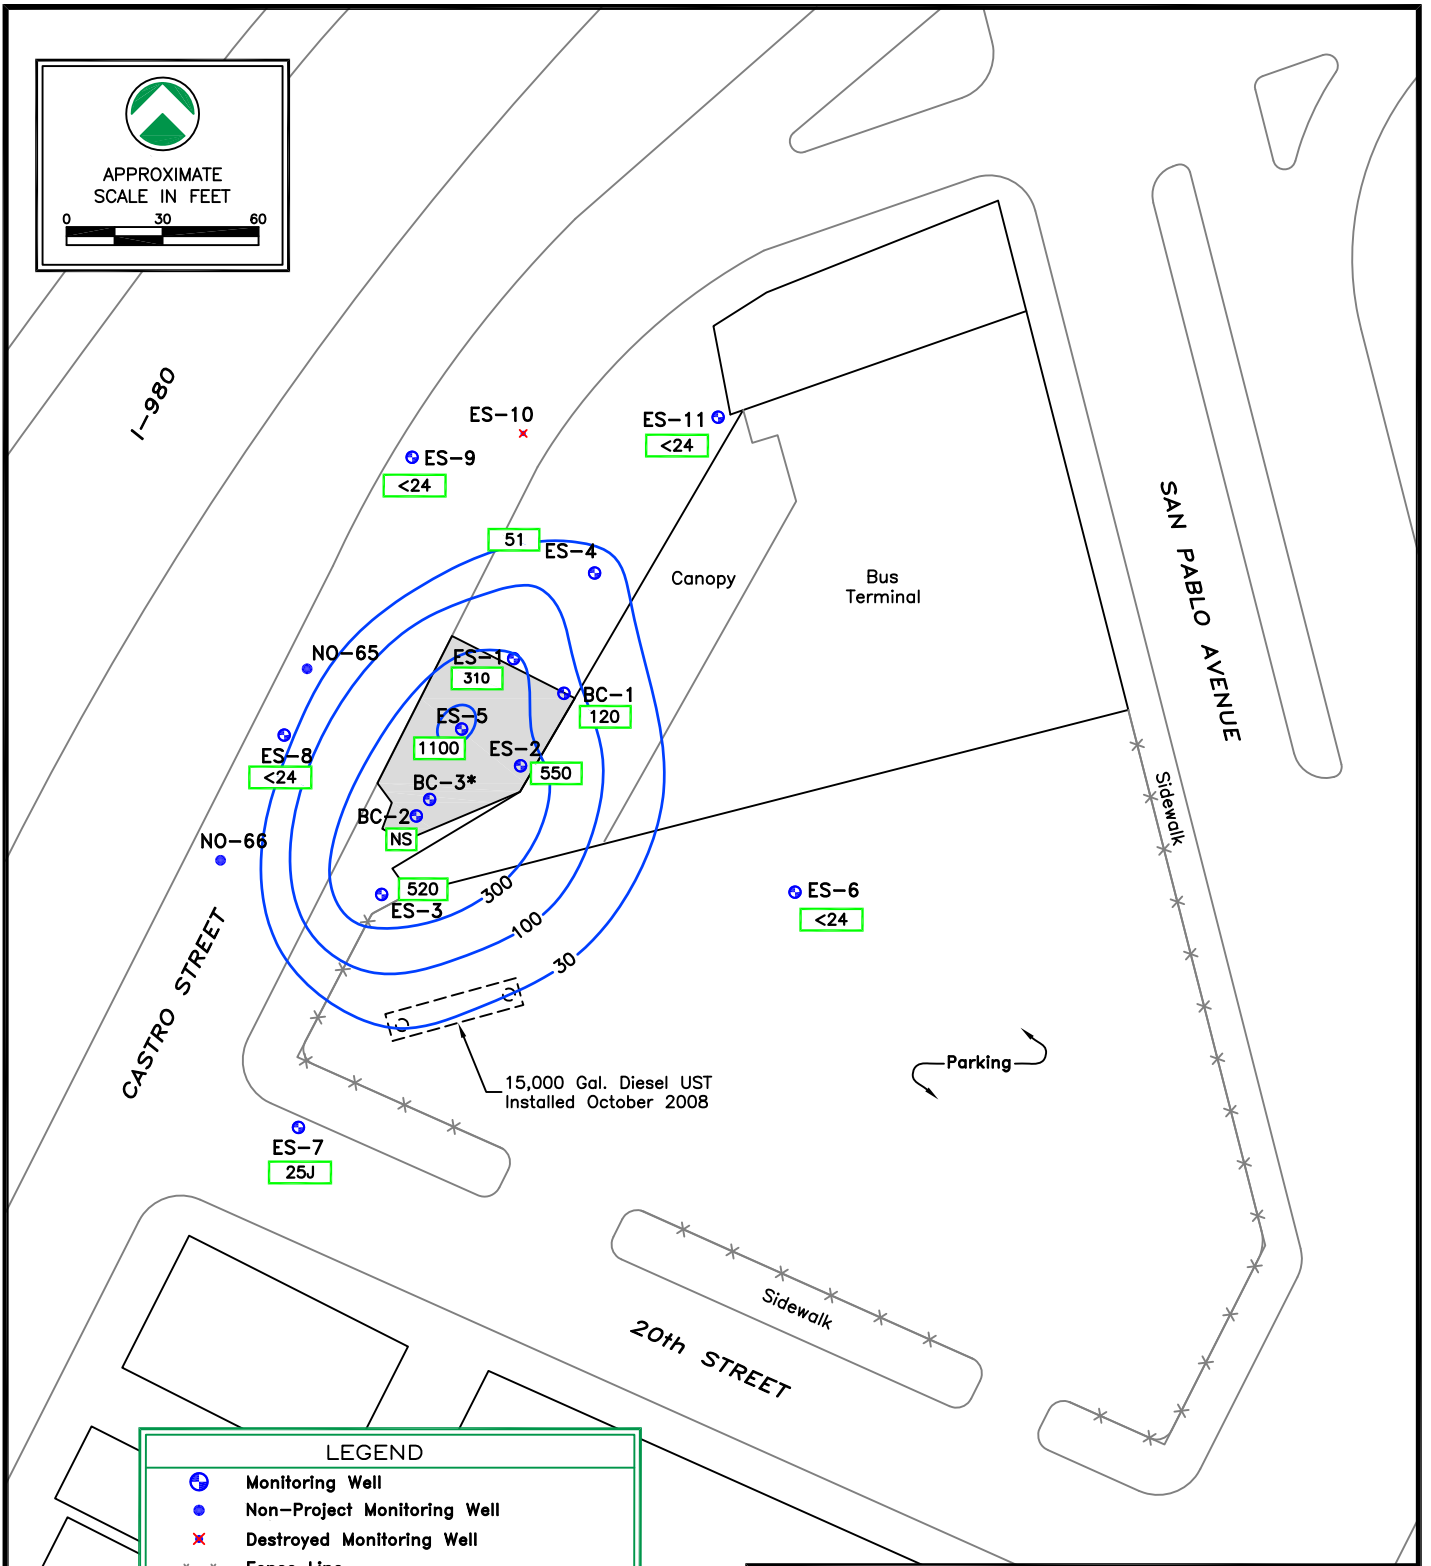 APPROXIMATE
SCALE IN FEET
0 30 60
I-980
ES-10
ES-11
<24
ES-9
<24
51
ES-4
Canopy
Bus
Terminal
SAN PABLO AVENUE
NO-65
ES-1
310
BC-1
120
ES-5
1100
ES-2
550
ES-8
<24
BC-3*
BC-2
NS
NO-66
520
ES-3
300
100
30
ES-6
<24
Sidewalk
CASTRO STREET
Parking
15,000 Gal. Diesel UST
Installed October 2008
ES-7
25J
Sidewalk
20th STREET
LEGEND
Monitoring Well
Non-Project Monitoring Well
Destroyed Monitoring Well
Fence Line